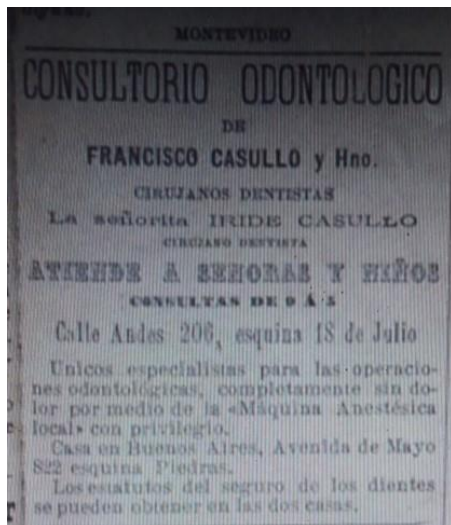 MONTEVIDEO
CONSULTORIO ODONTOLOGICO
DE
FRANCISCO CASULLO y Hno.
CIRUJANOS DENTISTAS
La señorita IRIDE CASULLO
CIRUJANO DENTISTA
ATIENDE A SEÑORAS Y NIÑOS
CONSULTAS DE 9 Á 5
Calle Andes 206, esquina 18 de Julio
Unicos especialistas para las operacio-
nes odontológicas, completamente sin do-
lor por medio de la «Máquina Anestésica
local» con privilegio.
Casa en Buenos Aires, Avenida de Mayo
822 esquina Piedras.
Los estatutos del seguro de los dientes
se pueden obtener en las dos casas.